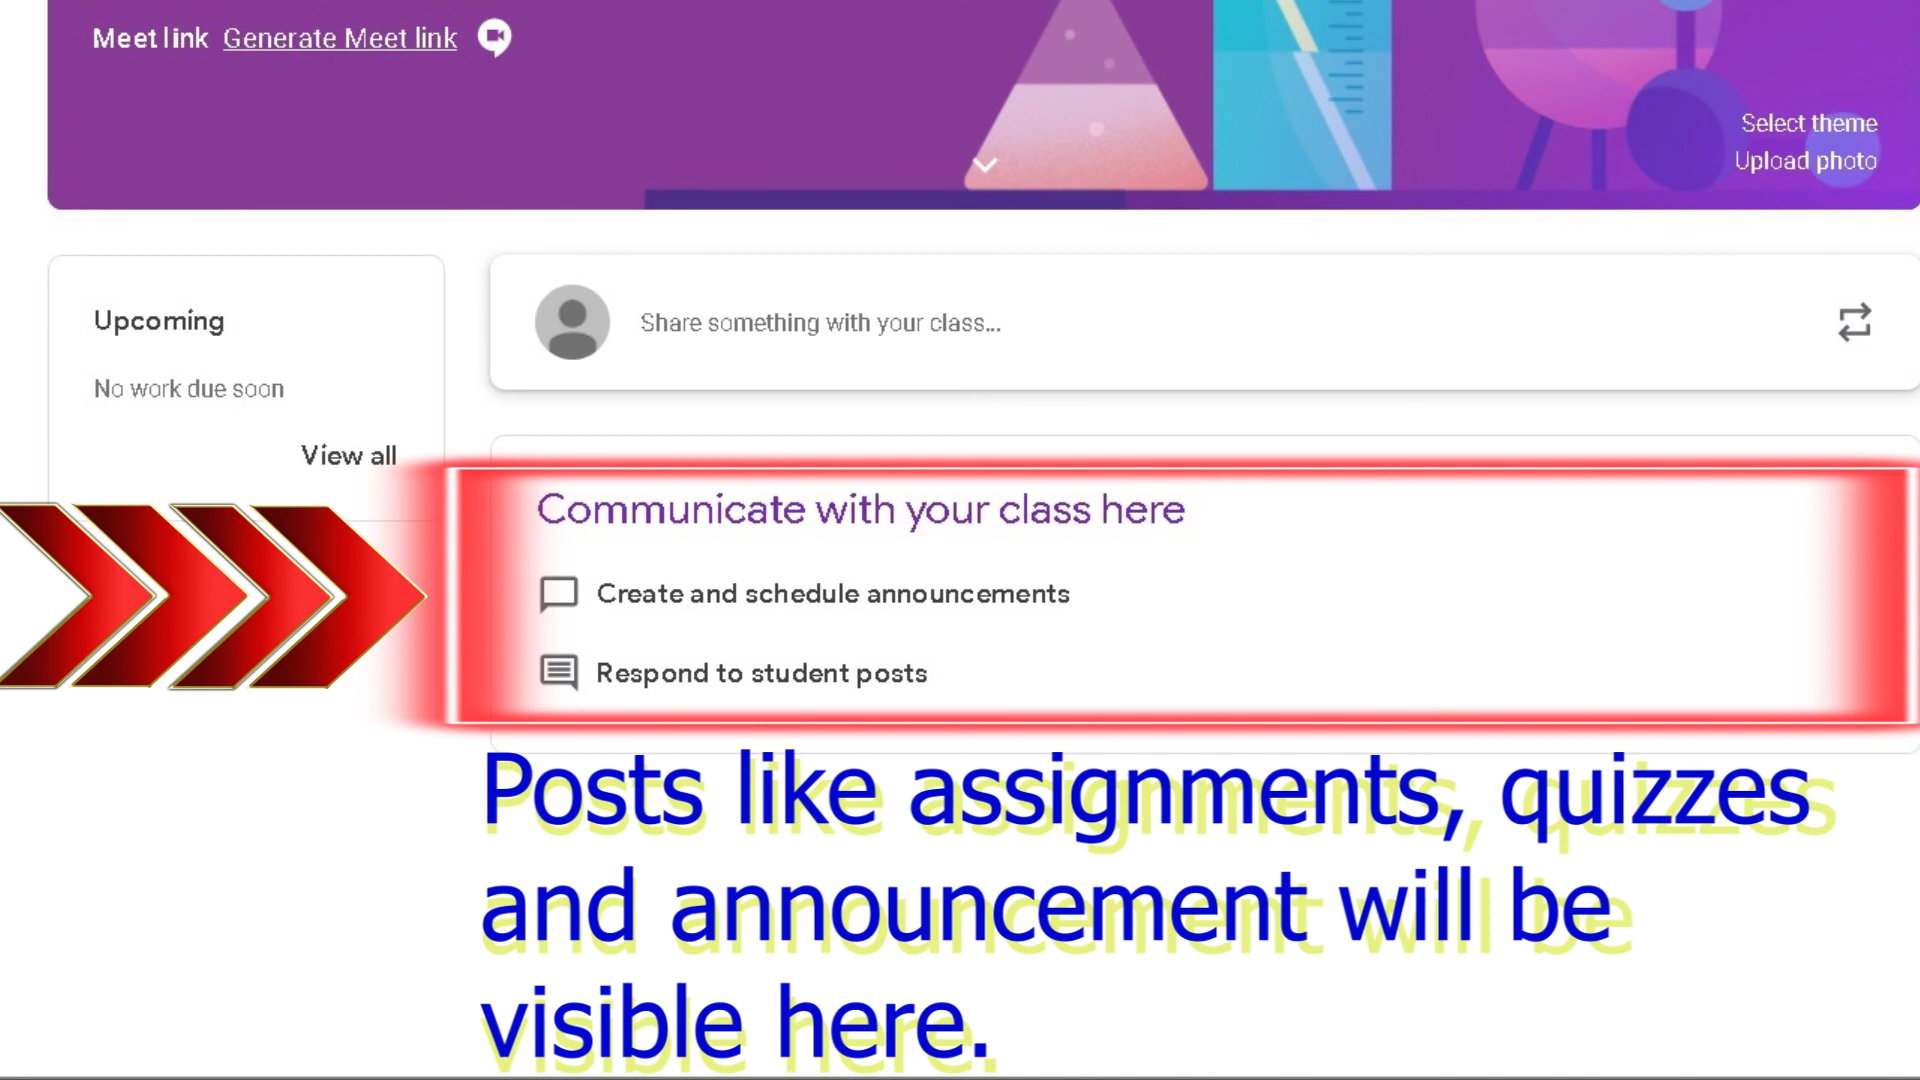 Meet link Generate Meet link
Select theme
Upload photo
Upcoming
No work due soon
View all
Share something with your class...
Communicate with your class here
Create and schedule announcements
Respond to student posts
Posts like assignments, quizzes
and announcement will be
visible here.